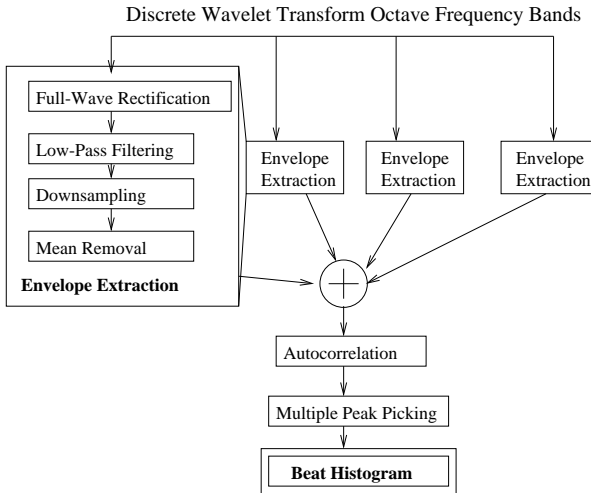 Discrete Wavelet Transform Octave Frequency Bands
Full-Wave Rectification
Low-Pass Filtering
Downsampling
Mean Removal
Envelope Extraction
Envelope
Extraction
Envelope
Extraction
Envelope
Extraction
Autocorrelation
Multiple Peak Picking
Beat Histogram